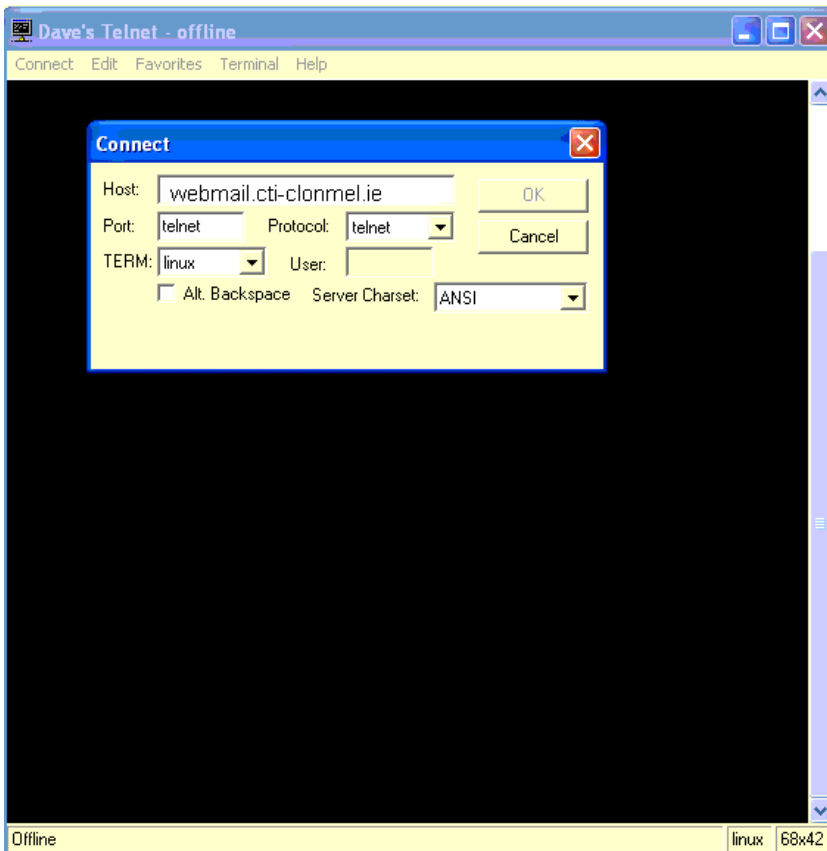 Dave's Telnet - offline
Connect Edit Favorites Terminal Help
Connect
Host: webmail.cti-clonmel.ie OK
Port: telnet Protocol: telnet Cancel
TERM: linux User:
Alt. Backspace Server Charset: ANSI
Offline linux 68x42